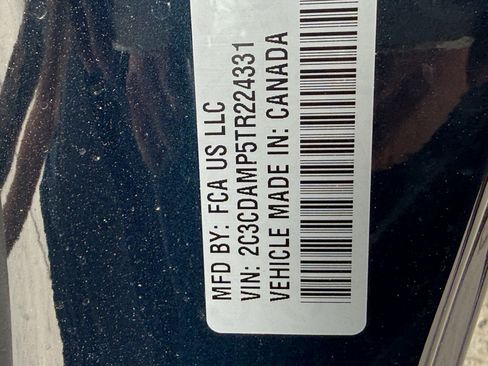 MFD BY: FCA US LLC
VIN: 2C3CDAMP5TR224331
VEHICLE MADE IN: CANADA